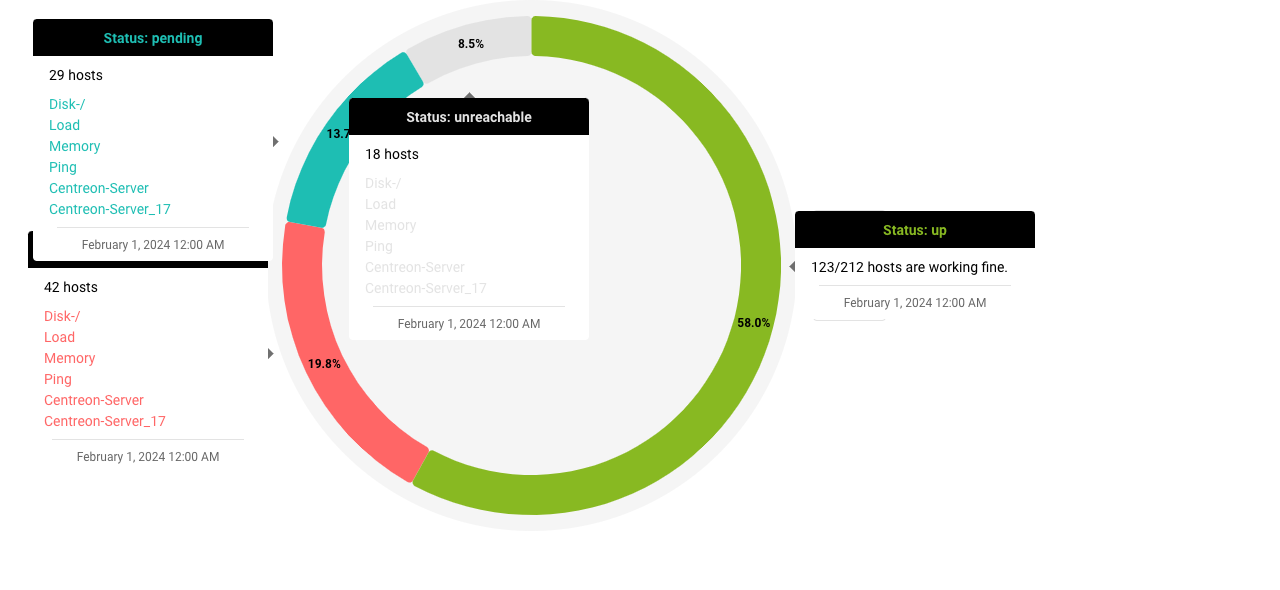 Status: pending
29 hosts
Disk-/
Load
Memory
Ping
Centreon-Server
Centreon-Server_17
February 1, 2024 12:00 AM
42 hosts
Disk-/
Load
Memory
Ping
Centreon-Server
Centreon-Server_17
February 1, 2024 12:00 AM
8.5%
13.7
19.8%
58.0%
Status: unreachable
18 hosts
Disk-/
Load
Memory
Ping
Centreon-Server
Centreon-Server_17
February 1, 2024 12:00 AM
Status: up
123/212 hosts are working fine.
February 1, 2024 12:00 AM